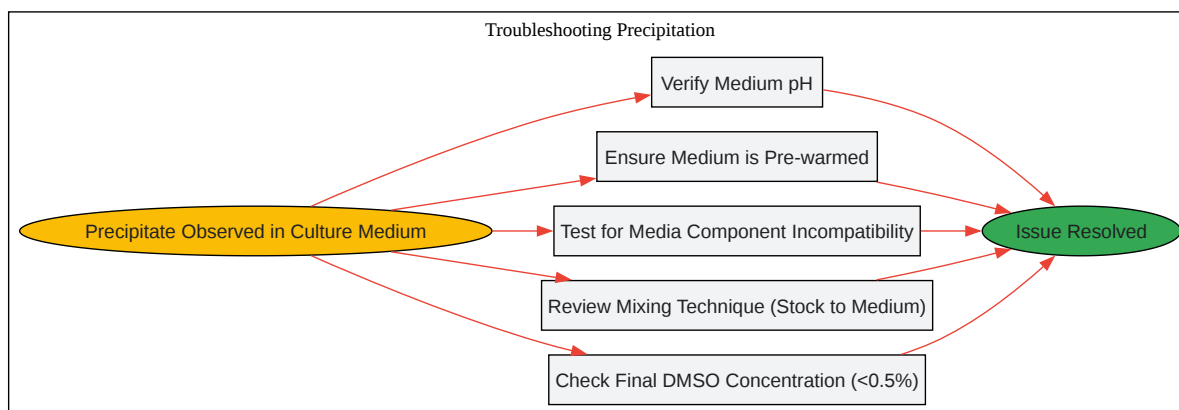 Troubleshooting Precipitation
Verify Medium pH
Ensure Medium is Pre-warmed
Precipitate Observed in Culture Medium
Test for Media Component Incompatibility
Issue Resolved
Review Mixing Technique (Stock to Medium)
Check Final DMSO Concentration (<0.5%)